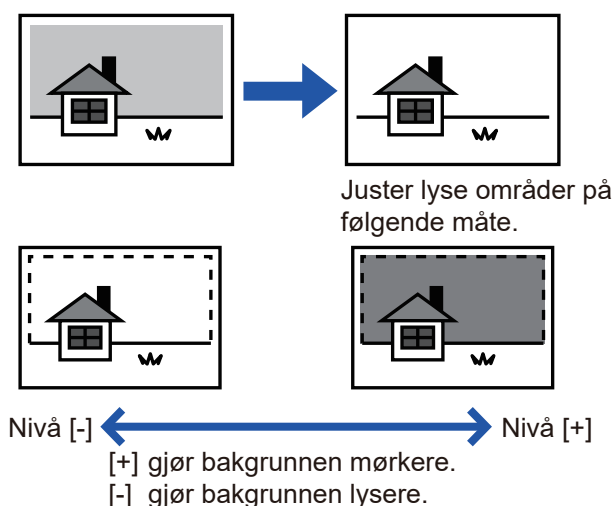 Juster lyse områder på
følgende måte.
Nivå [-]
Nivå [+]
[+] gjør bakgrunnen mørkere.
[-] gjør bakgrunnen lysere.